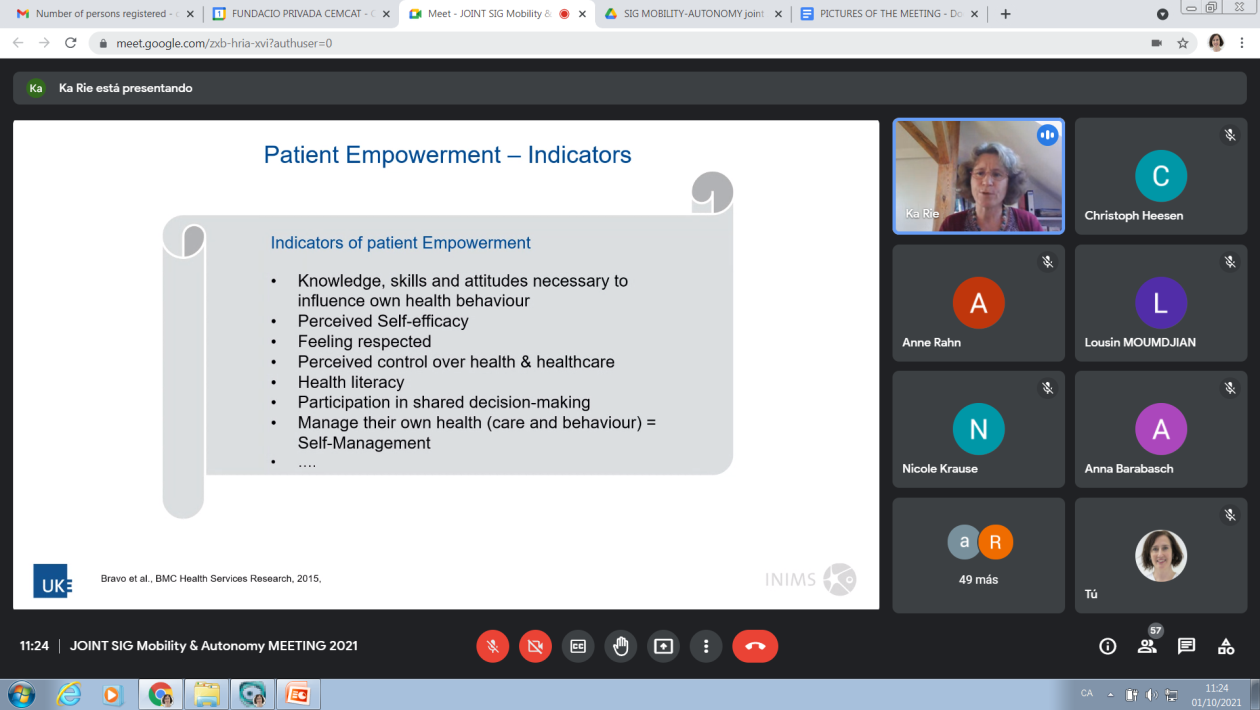 Number of persons registered -
FUNDACIO PRIVADA CEMCAT -
Meet - JOINT SIG Mobility &
SIG MOBILITY-AUTONOMY joint
PICTURES OF THE MEETING - Do
meet.google.com/zxb-hria-xvi?authuser=0
Ka
Ka Rie está presentando
Patient Empowerment – Indicators
Indicators of patient Empowerment
• Knowledge, skills and attitudes necessary to
influence own health behaviour
• Perceived Self-efficacy
• Feeling respected
• Perceived control over health & healthcare
• Health literacy
• Participation in shared decision-making
• Manage their own health (care and behaviour) =
Self-Management
• ....
UKE
Bravo et al., BMC Health Services Research, 2015,
INIMS
Ka Rie
C
Christoph Heesen
A
Anne Rahn
L
Lousin MOUMDJIAN
N
Nicole Krause
A
Anna Barabasch
a R
49 más
Tú
11:24 | JOINT SIG Mobility & Autonomy MEETING 2021
CC
57
CA
11:24
01/10/2021